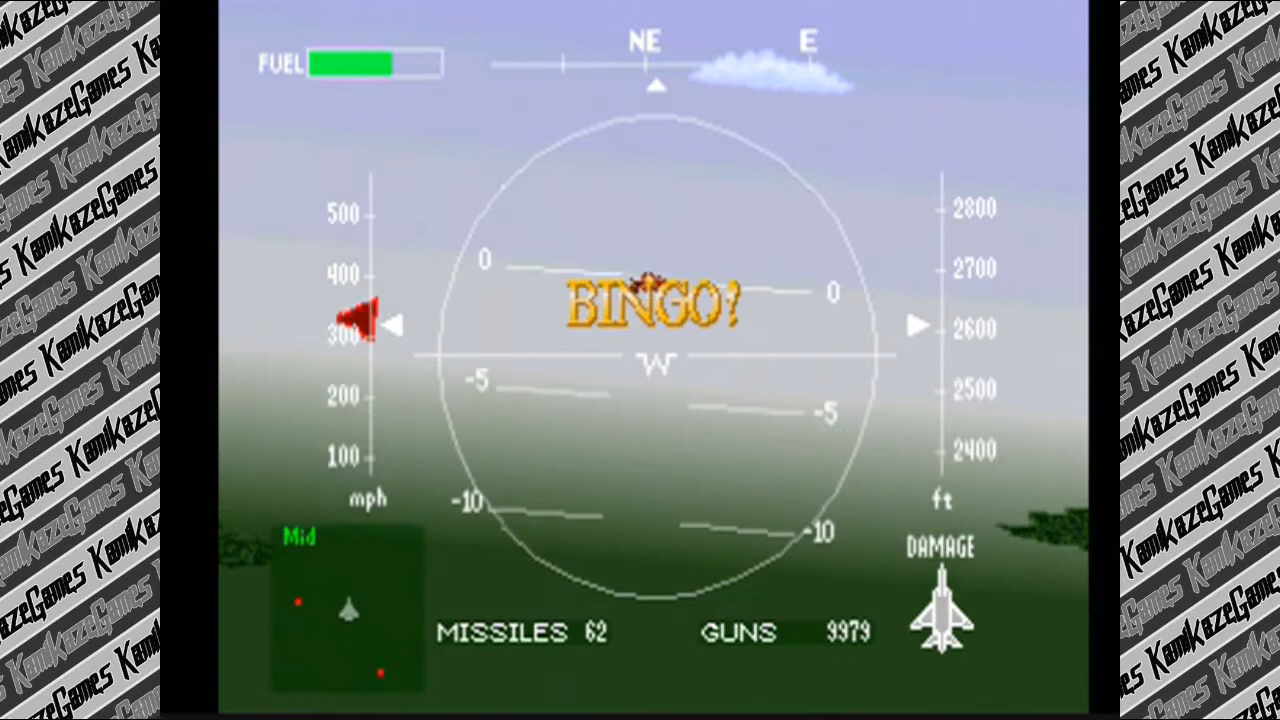 NE E
FUEL
500
400
300
200
100
mph
2800
2700
2600
2500
2400
ft
0 0
BINGO?
-5 -5
-10 -10
Mid
DAMAGE
MISSILES 62 GUNS 9979
KamiKazeGames